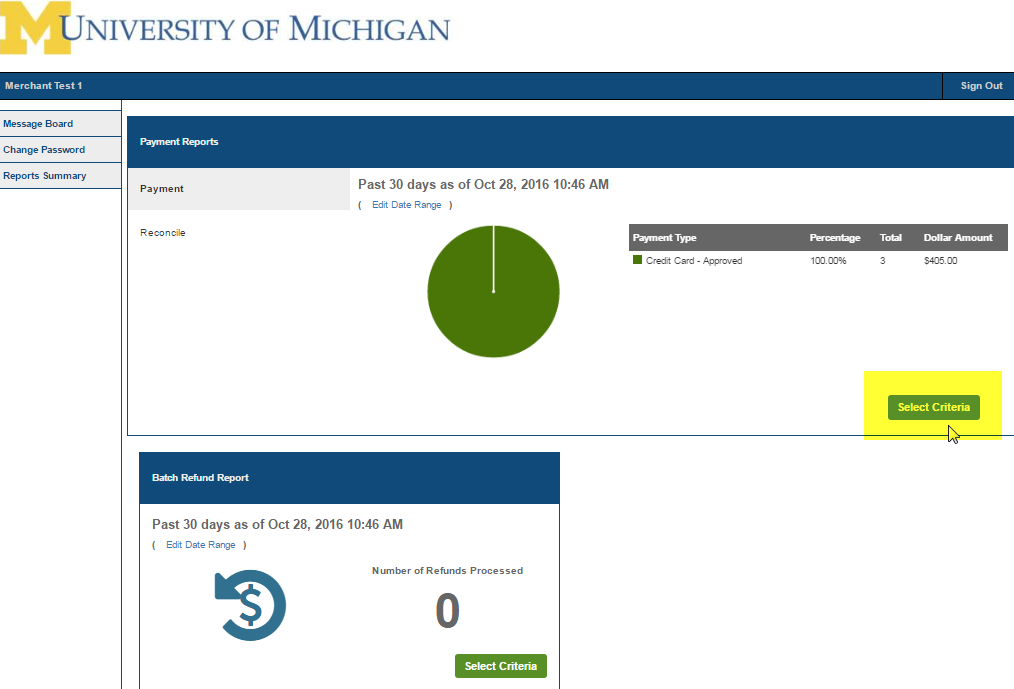 M UNIVERSITY OF MICHIGAN
Merchant Test 1 Sign Out
Message Board
Change Password
Reports Summary
Payment Reports
Payment
Reconcile
Past 30 days as of Oct 28, 2016 10:46 AM
( Edit Date Range )
Payment Type Percentage Total Dollar Amount
Credit Card - Approved 100.00% 3 $405.00
Select Criteria
Batch Refund Report
Past 30 days as of Oct 28, 2016 10:46 AM
( Edit Date Range )
$
Number of Refunds Processed
0
Select Criteria